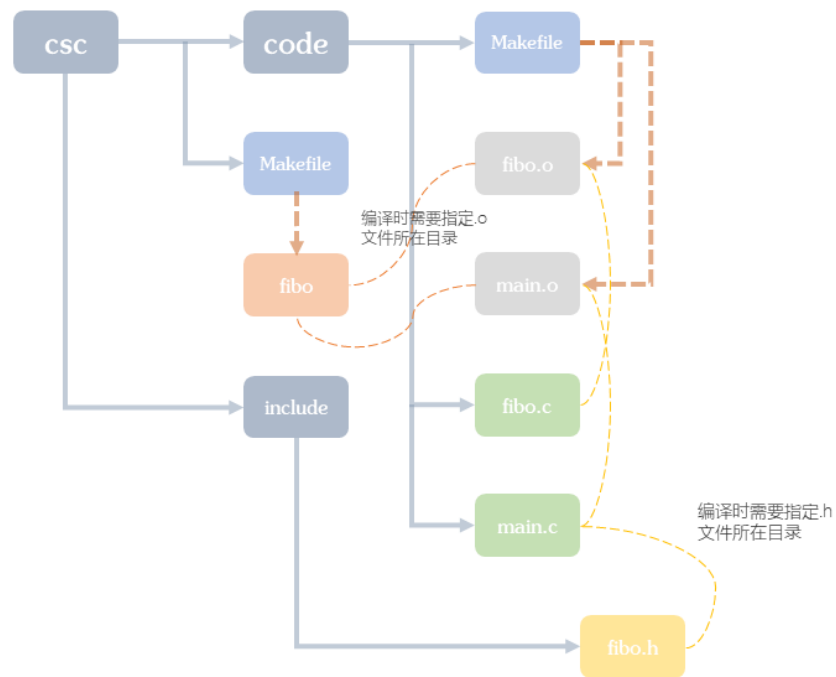 csc
code
Makefile
Makefile
fibo.o
编译时需要指定.o
文件所在目录
fibo
main.o
include
fibo.c
main.c
编译时需要指定.h
文件所在目录
fibo.h